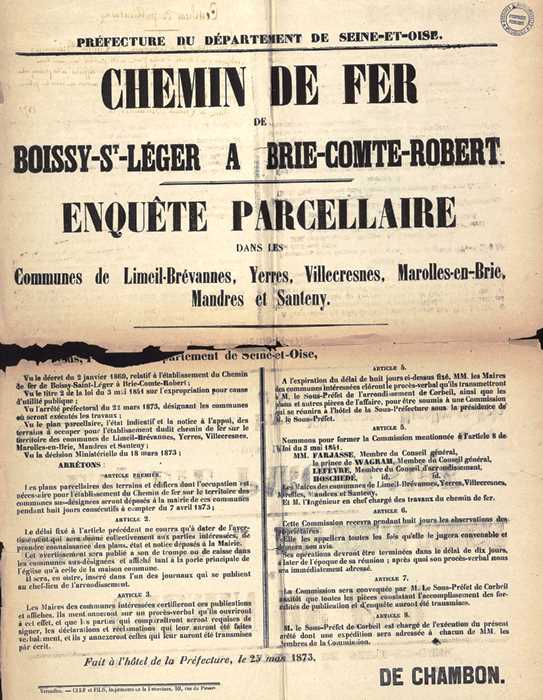 PRÉFECTURE DU DÉPARTEMENT DE SEINE-ET-OISE.
CHEMIN DE FER
DE
BOISSY-ST-LÉGER A BRIE-COMTE-ROBERT.
ENQUÊTE PARCELLAIRE
DANS LES
Communes de Limeil-Brévannes, Yerres, Villecresnes, Marolles-en-Brie,
Mandres et Santeny.
Département de Seine-et-Oise,
Vu le décret du 2 janvier 1869, relatif à l'établissement du Chemin
de fer de Boissy-Saint-Léger à Brie-Comte-Robert;
Vu le titre 2 de la loi du 3 mai 1841 sur l'expropriation pour cause
d'utilité publique;
Vu l'arrêté préfectoral du 22 mars 1873, désignant les communes
où seront exécutés les travaux;
Vu le plan parcellaire, l'état indicatif et la notice à l'appui, des
terrains à occuper pour l'établissement dudit chemin de fer sur le
territoire des communes de Limeil-Brévannes, Yerres, Villecresnes,
Marolles-en-Brie, Mandres et Santeny;
Vu la décision Ministérielle du 18 mars 1873;
ARRÊTONS:
ARTICLE PREMIER.
Les plans parcellaires des terrains et édifices dont l'occupation est
nécessaire pour l'établissement du Chemin de fer sur le territoire des
communes sus-désignées seront déposés à la mairie de ces communes
pendant huit jours consécutifs à compter du 7 avril 1873;
ARTICLE 2.
Le délai fixé à l'article précédent ne courra qu'à dater de l'aver-
tissement qui sera donné collectivement aux parties intéressées, de
prendre connaissance des plans, état et notice déposés à la Mairie.
Cet avertissement sera publié à son de trompe ou de caisse dans
les communes sus-désignées et affiché tant à la porte principale de
l'église qu'à celle de la maison commune.
Il sera, en outre, inséré dans l'un des journaux qui se publient
au chef-lieu de l'arrondissement.
ARTICLE 3.
Les Maires des communes intéressées certifieront ces publications
et affiches, ils mentionneront sur un procès-verbal qu'ils ouvriront
à cet effet, et que les parties qui comparaîtront seront requises de
signer, les déclarations et réclamations qui leur auront été faites
verbalement, et ils y annexeront celles qui leur auront été transmises
par écrit.
ARTICLE 5.
A l'expiration du délai de huit jours ci-dessus fixé, MM. les Maires
des communes intéressées cloront le procès-verbal qu'ils transmettront
à M. le Sous-Préfet de l'arrondissement de Corbeil, ainsi que les
plans et autres pièces de l'affaire, pour être soumis à une Commission
qui se réunira à l'hôtel de la Sous-Préfecture sous la présidence de
M. le Sous-Préfet.
ARTICLE 5.
Nommons pour former la Commission mentionnée à l'article 8 de
la loi du 3 mai 1841.
MM. FARJASSE, Membre du Conseil général,
le prince de WAGRAM, Membre du Conseil général,
LEFEVRE, Membre du Conseil d'arrondissement,
HOSCHEDÉ, id. id.
Les Maires des communes de Limeil-Brévannes, Yerres, Villecresnes,
Marolles, Mandres et Santeny,
Et M. l'Ingénieur en chef chargé des travaux du chemin de fer.
ARTICLE 6.
Cette Commission recevra pendant huit jours les observations des
propriétaires
Elle les appellera toutes les fois qu'elle le jugera convenable et
donnera son avis.
Ses opérations devront être terminées dans le délai de dix jours,
à dater de l'époque de sa réunion; après quoi son procès-verbal nous
sera immédiatement adressé.
ARTICLE 7.
La Commission sera convoquée par M. Le Sous-Préfet de Corbeil
aussitôt que toutes les pièces constatant l'accomplissement des for-
malités de publication et d'enquête auront été transmises.
ARTICLE 8.
M. le Sous-Préfet de Corbeil est chargé de l'exécution du présent
arrêté dont une expédition sera adressée à chacun de MM. les
Membres de la Commission.
Fait à l'hôtel de la Préfecture, le 25 mars 1873,
DE CHAMBON.
Versailles. — CERF ET FILS, imprimeurs de la Préfecture, 59, rue du Plessis.